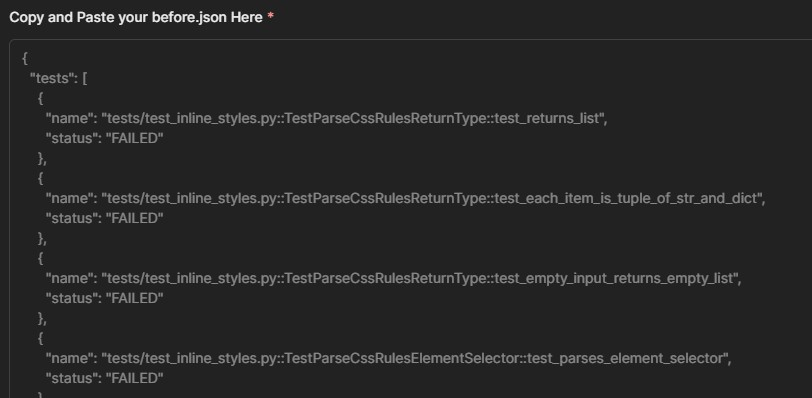 Copy and Paste your before.json Here *
{
"tests": [
{
"name": "tests/test_inline_styles.py::TestParseCssRulesReturnType::test_returns_list",
"status": "FAILED"
},
{
"name": "tests/test_inline_styles.py::TestParseCssRulesReturnType::test_each_item_is_tuple_of_str_and_dict",
"status": "FAILED"
},
{
"name": "tests/test_inline_styles.py::TestParseCssRulesReturnType::test_empty_input_returns_empty_list",
"status": "FAILED"
},
{
"name": "tests/test_inline_styles.py::TestParseCssRulesElementSelector::test_parses_element_selector",
"status": "FAILED"